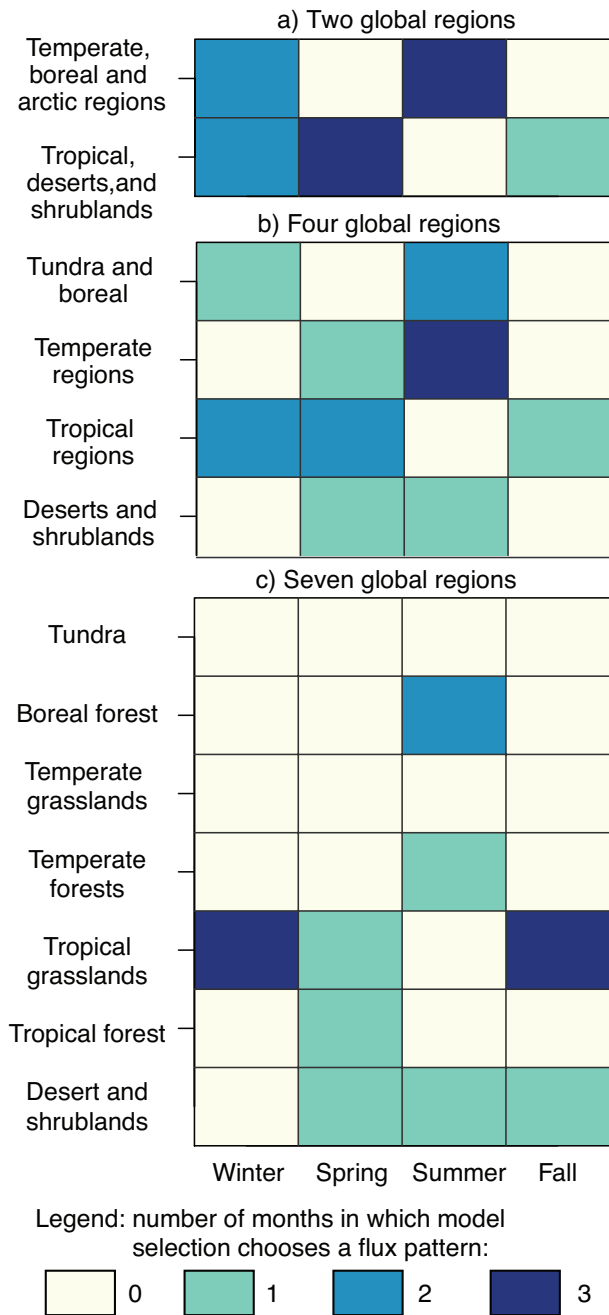 a) Two global regions
Temperate,
boreal and
arctic regions
Tropical,
deserts,and
shrublands
b) Four global regions
Tundra and
boreal
Temperate
regions
Tropical
regions
Deserts and
shrublands
c) Seven global regions
Tundra
Boreal forest
Temperate
grasslands
Temperate
forests
Tropical
grasslands
Tropical forest
Desert and
shrublands
Winter Spring Summer Fall
Legend: number of months in which model
selection chooses a flux pattern:
0 1 2 3